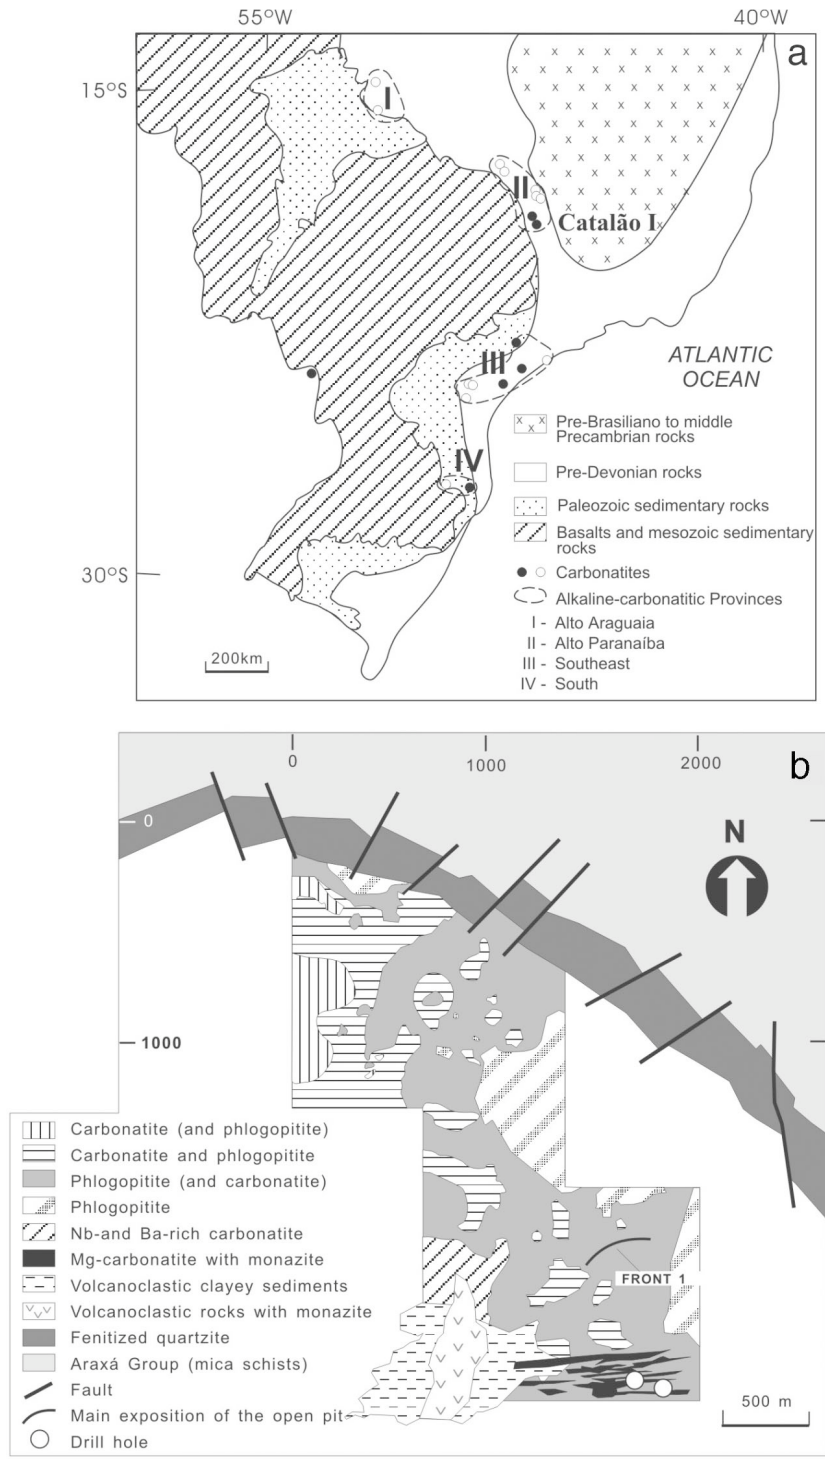 55°W
40°W
a
15°S
I
II
Catalão I
III
ATLANTIC
OCEAN
IV
Pre-Brasiliano to middle
Precambrian rocks
Pre-Devonian rocks
Paleozoic sedimentary rocks
Basalts and mesozoic sedimentary
rocks
30°S
Carbonatites
Alkaline-carbonatitic Provinces
I - Alto Araguaia
II - Alto Paranaíba
III - Southeast
IV - South
200km
b
0
1000
2000
0
N
1000
Carbonatite (and phlogopitite)
Carbonatite and phlogopitite
Phlogopitite (and carbonatite)
Phlogopitite
Nb-and Ba-rich carbonatite
Mg-carbonatite with monazite
Volcanoclastic clayey sediments
Volcanoclastic rocks with monazite
Fenitized quartzite
Araxá Group (mica schists)
Fault
Main exposition of the open pit
Drill hole
FRONT 1
500 m